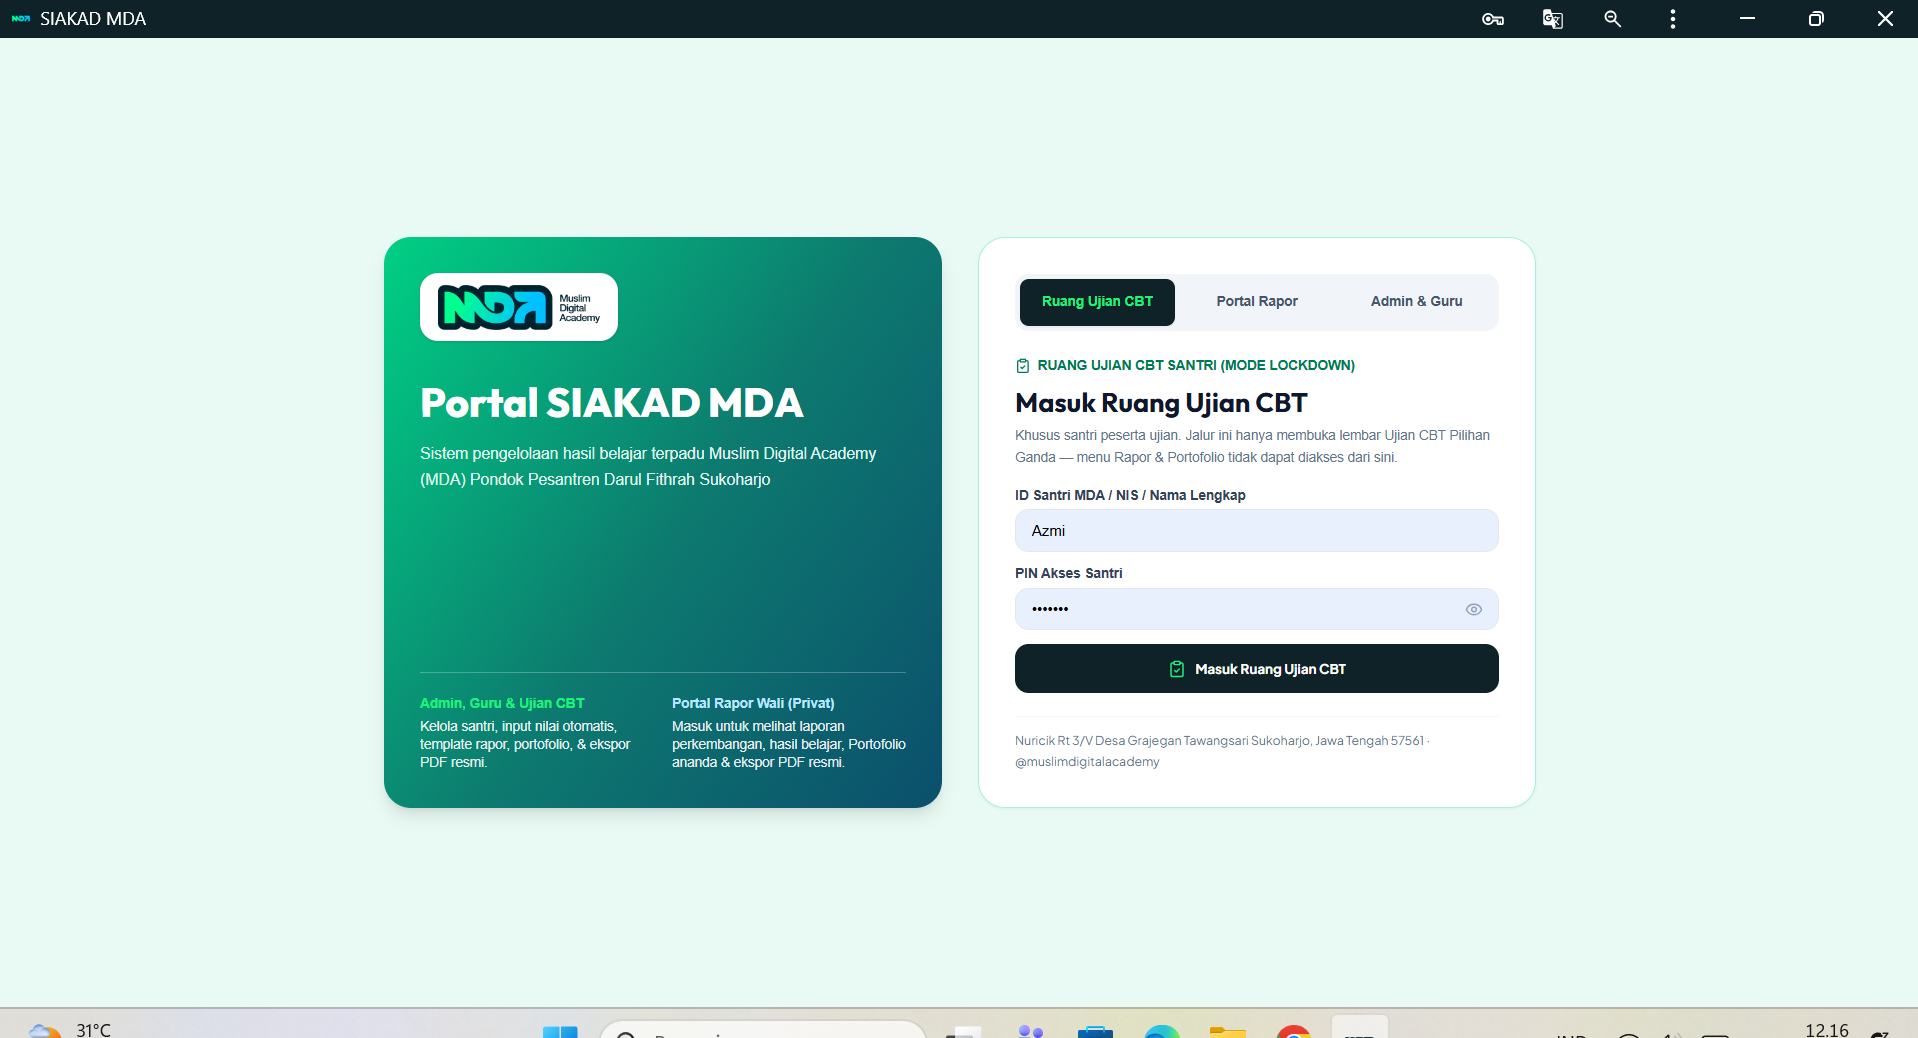 SIAKAD MDA
MDA
Muslim
Digital
Academy
Portal SIAKAD MDA
Sistem pengelolaan hasil belajar terpadu Muslim Digital Academy
(MDA) Pondok Pesantren Darul Fithrah Sukoharjo
Admin, Guru & Ujian CBT
Kelola santri, input nilai otomatis,
template rapor, portofolio, & ekspor
PDF resmi.
Portal Rapor Wali (Privat)
Masuk untuk melihat laporan
perkembangan, hasil belajar, Portofolio
ananda & ekspor PDF resmi.
Ruang Ujian CBT
Portal Rapor
Admin & Guru
RUANG UJIAN CBT SANTRI (MODE LOCKDOWN)
Masuk Ruang Ujian CBT
Khusus santri peserta ujian. Jalur ini hanya membuka lembar Ujian CBT Pilihan
Ganda — menu Rapor & Portofolio tidak dapat diakses dari sini.
ID Santri MDA / NIS / Nama Lengkap
Azmi
PIN Akses Santri
•••••••
Masuk Ruang Ujian CBT
Nuricik Rt 3/V Desa Grajegan Tawangsari Sukoharjo, Jawa Tengah 57561 ·
@muslimdigitalacademy
31°C
12.16